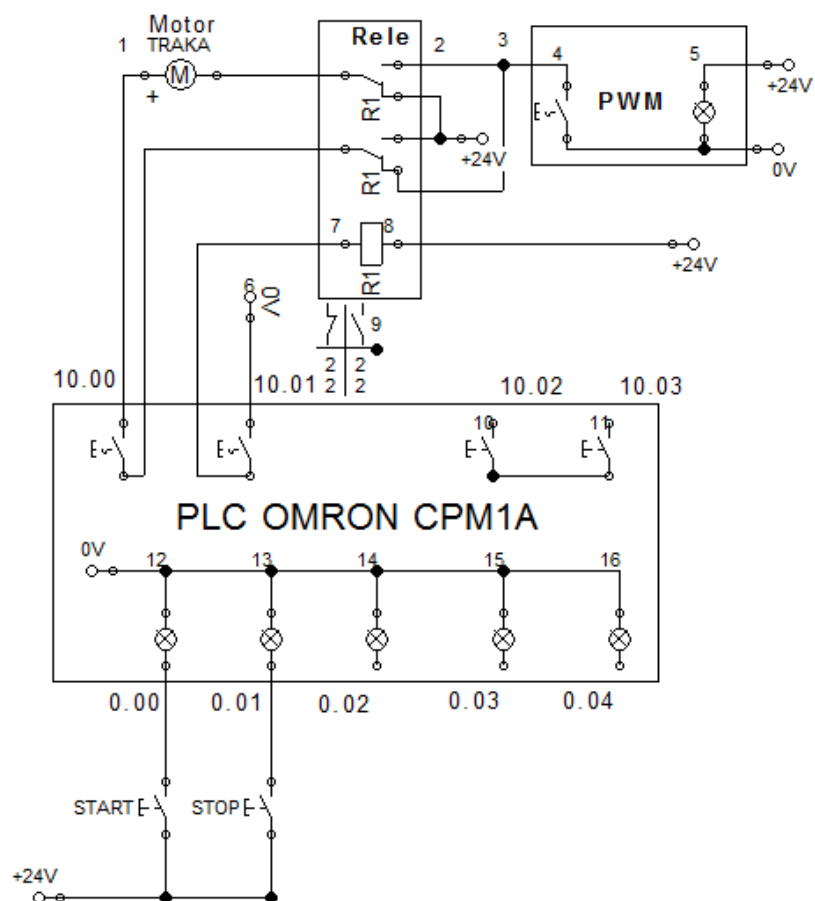 Motor
1 TRAKA
M
+
Rele
2
3
4
5
PWM
+24V
0V
R1
+24V
R1
7
8
R1
+24V
6
0V
9
2 2
2 2
10.00
10.01
10.02
10.03
10
11
PLC OMRON CPM1A
0V
12
13
14
15
16
0.00
0.01
0.02
0.03
0.04
START
STOP
+24V